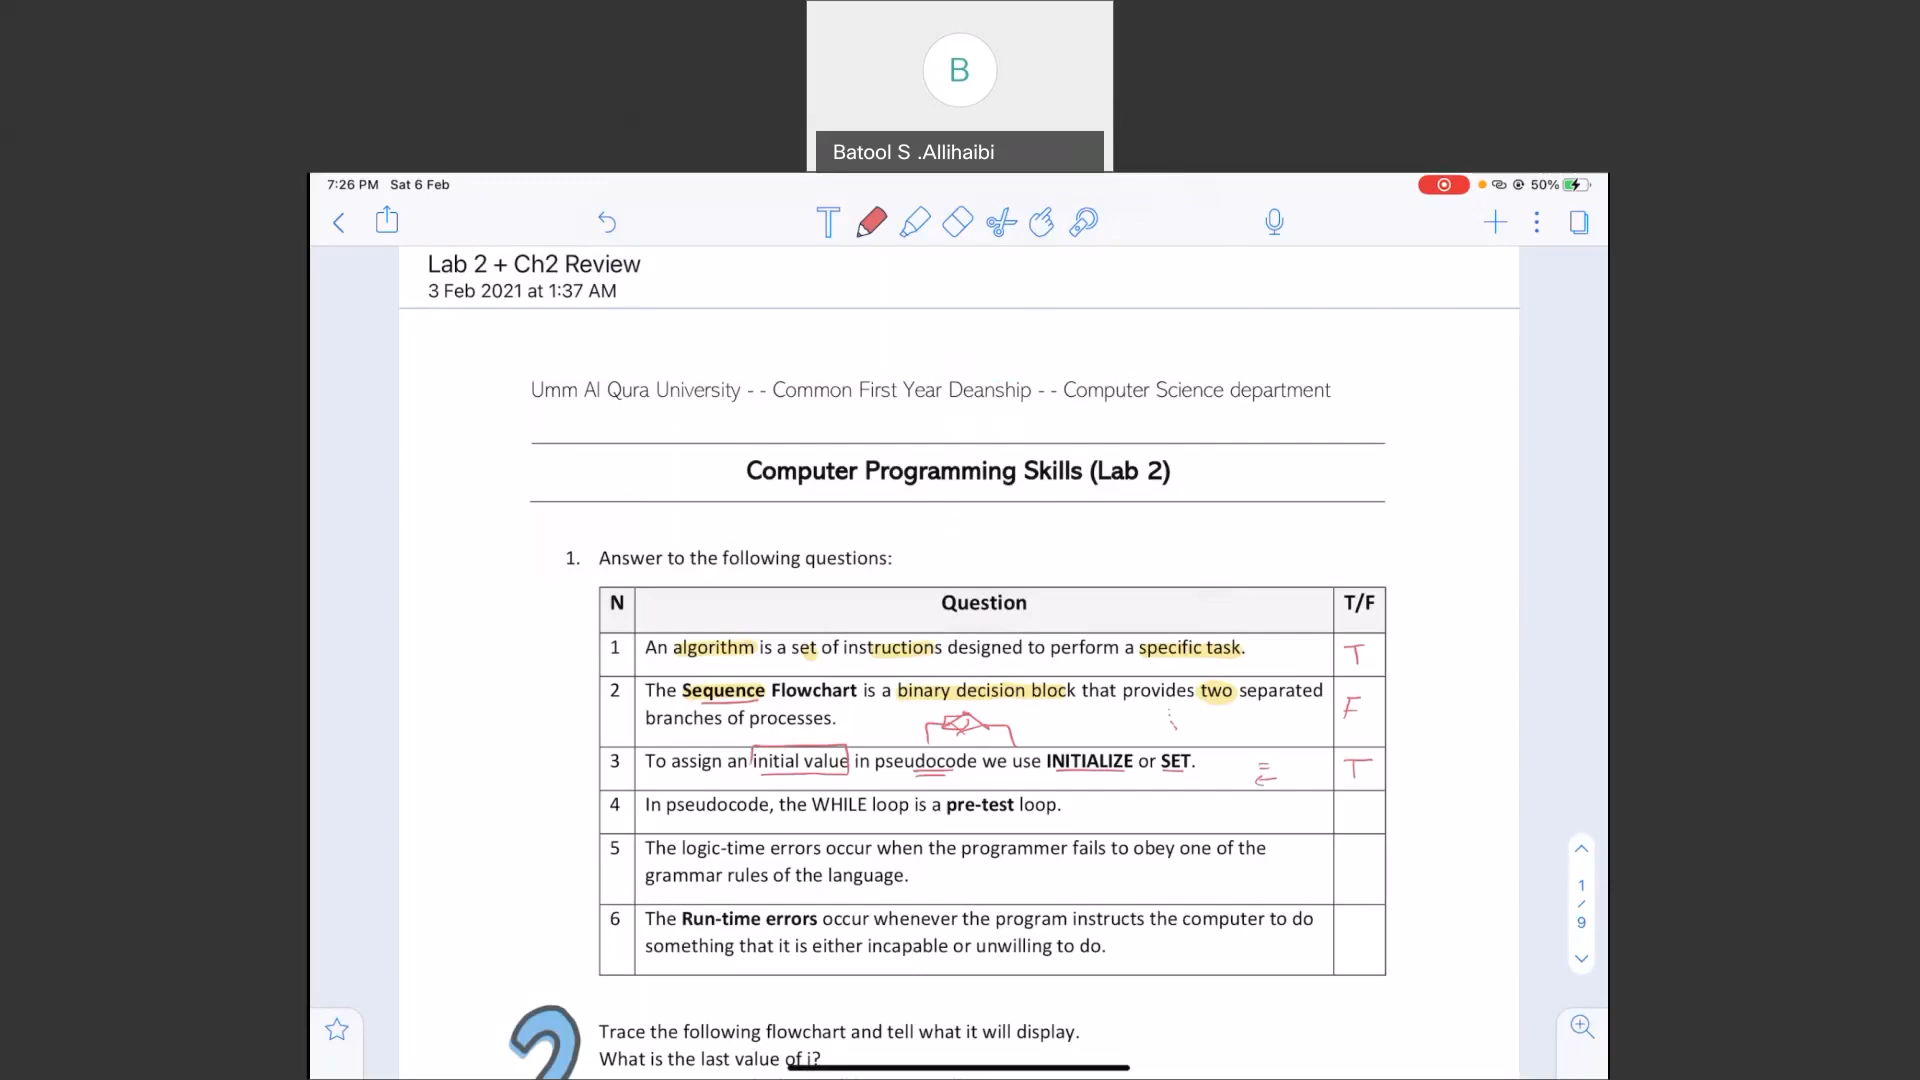 B
Batool S .Allihaibi
7:26 PM Sat 6 Feb
50%
Lab 2 + Ch2 Review
3 Feb 2021 at 1:37 AM
Umm Al Qura University - - Common First Year Deanship - - Computer Science department
Computer Programming Skills (Lab 2)
1. Answer to the following questions:
N Question T/F
1 An algorithm is a set of instructions designed to perform a specific task. T
2 The Sequence Flowchart is a binary decision block that provides two separated
branches of processes. F
3 To assign an initial value in pseudocode we use INITIALIZE or SET. = ← T
4 In pseudocode, the WHILE loop is a pre-test loop.
5 The logic-time errors occur when the programmer fails to obey one of the
grammar rules of the language.
6 The Run-time errors occur whenever the program instructs the computer to do
something that it is either incapable or unwilling to do.
1
/
9
2
Trace the following flowchart and tell what it will display.
What is the last value of i?